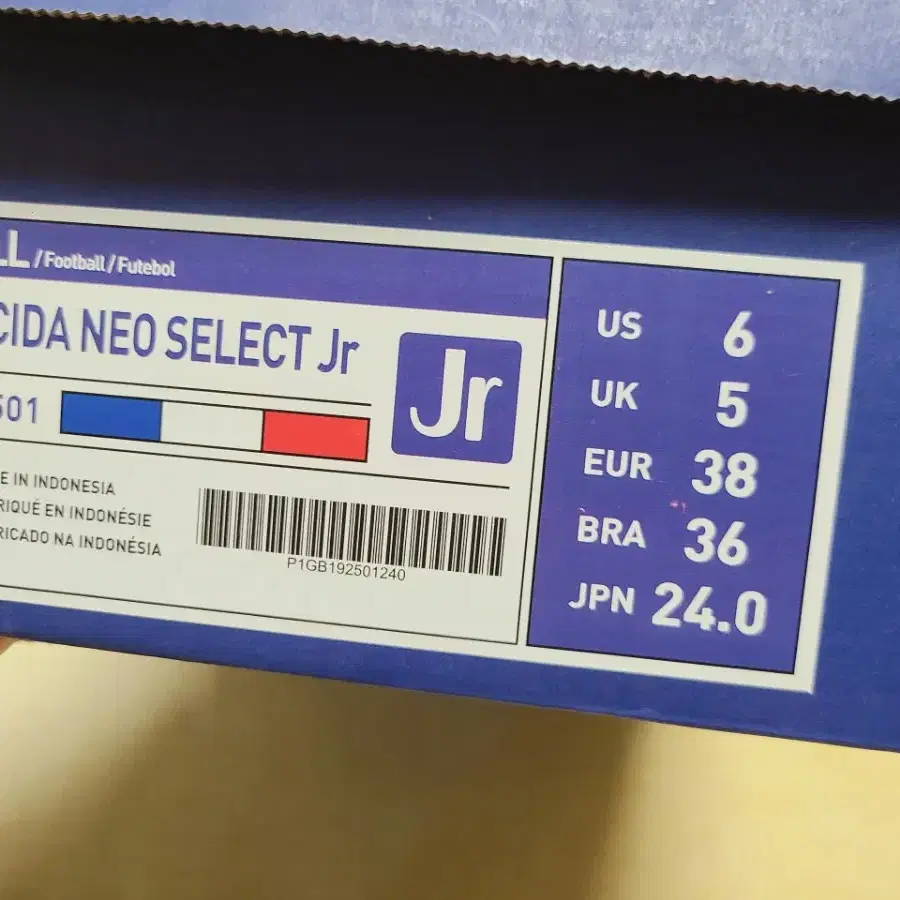 LL / Football / Futebol
CIDA NEO SELECT Jr
Jr
501
E IN INDONESIA
RIQUÉ EN INDONÉSIE
RICADO NA INDONÉSIA
P1GB192501240
US 6
UK 5
EUR 38
BRA 36
JPN 24.0